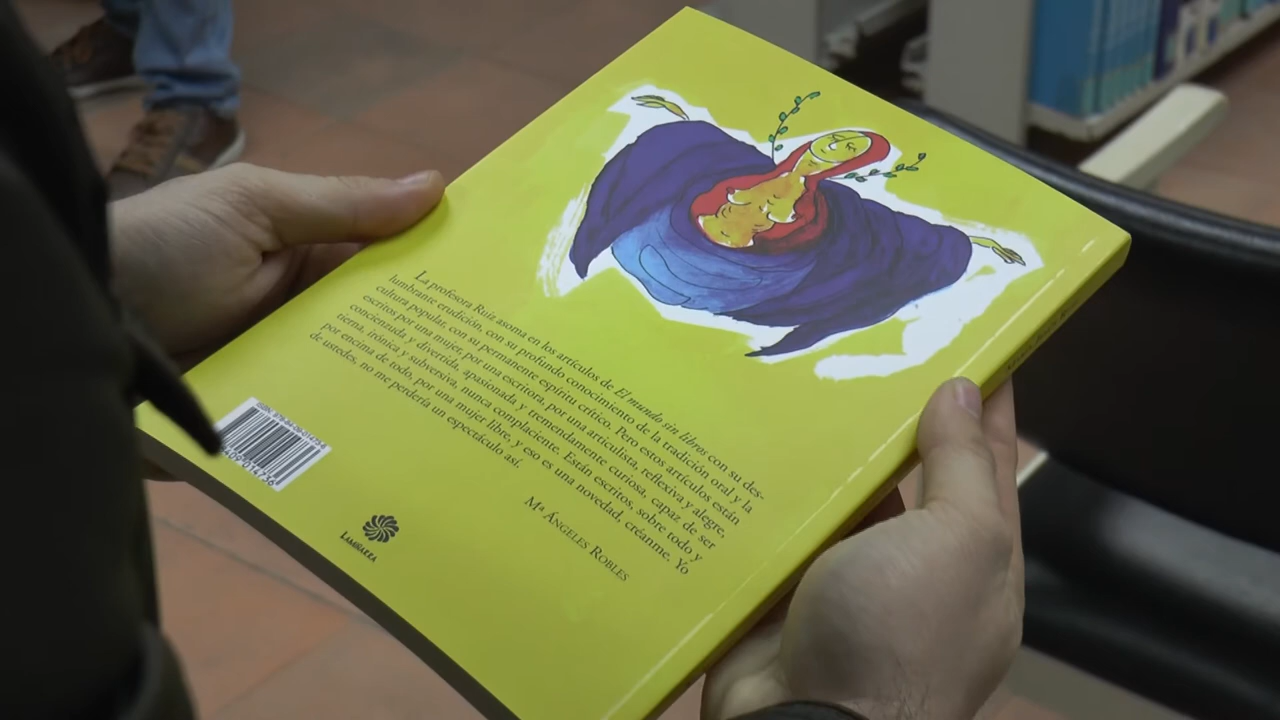 La profesora Ruiz asoma en los artículos de El mundo sin libros con su des-
lumbrante erudición, con su profundo conocimiento de la tradición oral y la
cultura popular, con su permanente espíritu crítico. Pero estos artículos están
escritos por una mujer, por una escritora, por una articulista, reflexiva y alegre,
concienzuda y divertida, apasionada y tremendamente curiosa, capaz de ser
tierna, irónica y subversiva, nunca complaciente. Están escritos, sobre todo y
por encima de todo, por una mujer libre, y eso es una novedad, créanme. Yo
de ustedes, no me perdería un espectáculo así.
Mª ÁNGELES ROBLES
LAMIÑARRA